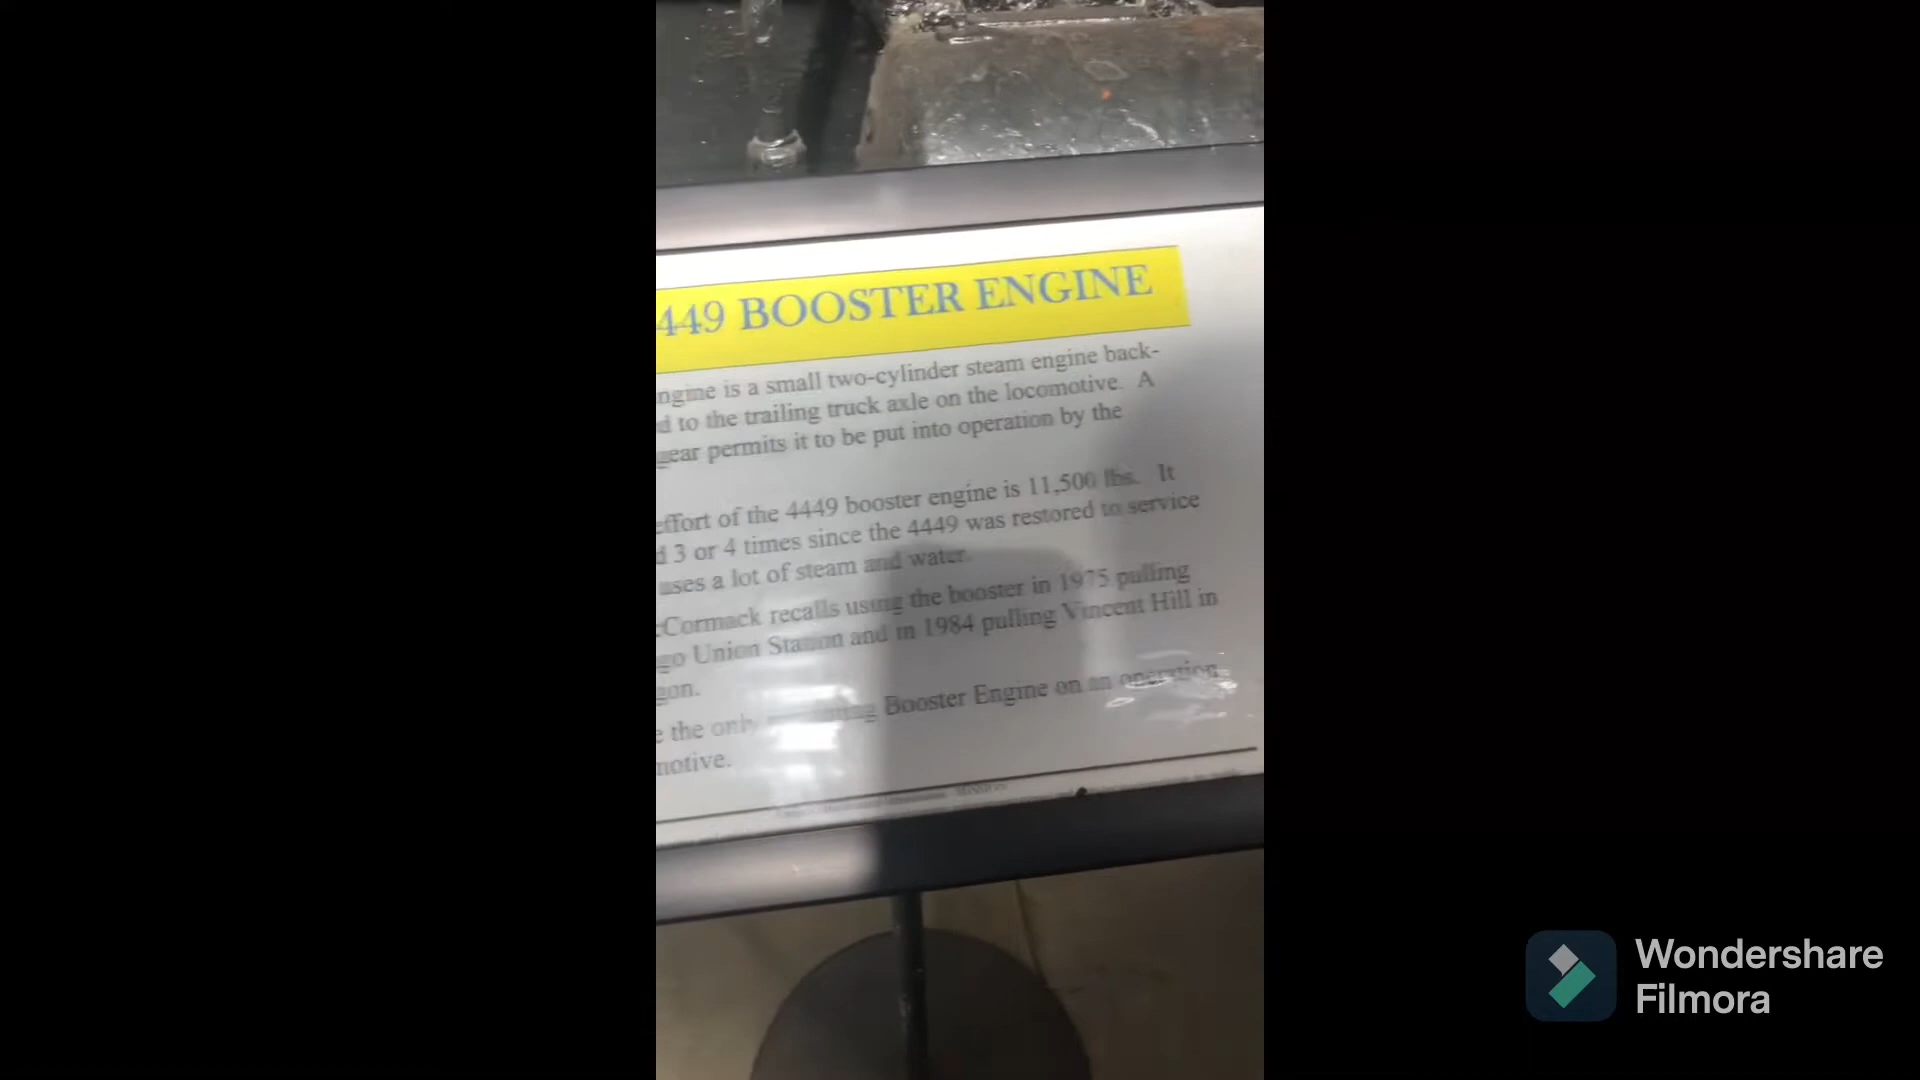 449 BOOSTER ENGINE
ngine is a small two-cylinder steam engine back-
d to the trailing truck axle on the locomotive. A
gear permits it to be put into operation by the
effort of the 4449 booster engine is 11,500 lbs. It
d 3 or 4 times since the 4449 was restored to service
uses a lot of steam and water.
cCormack recalls using the booster in 1975 pulling
go Union Station and in 1984 pulling Vincent Hill in
gon.
e the only Booster Engine on an operation
motive.
Wondershare
Filmora